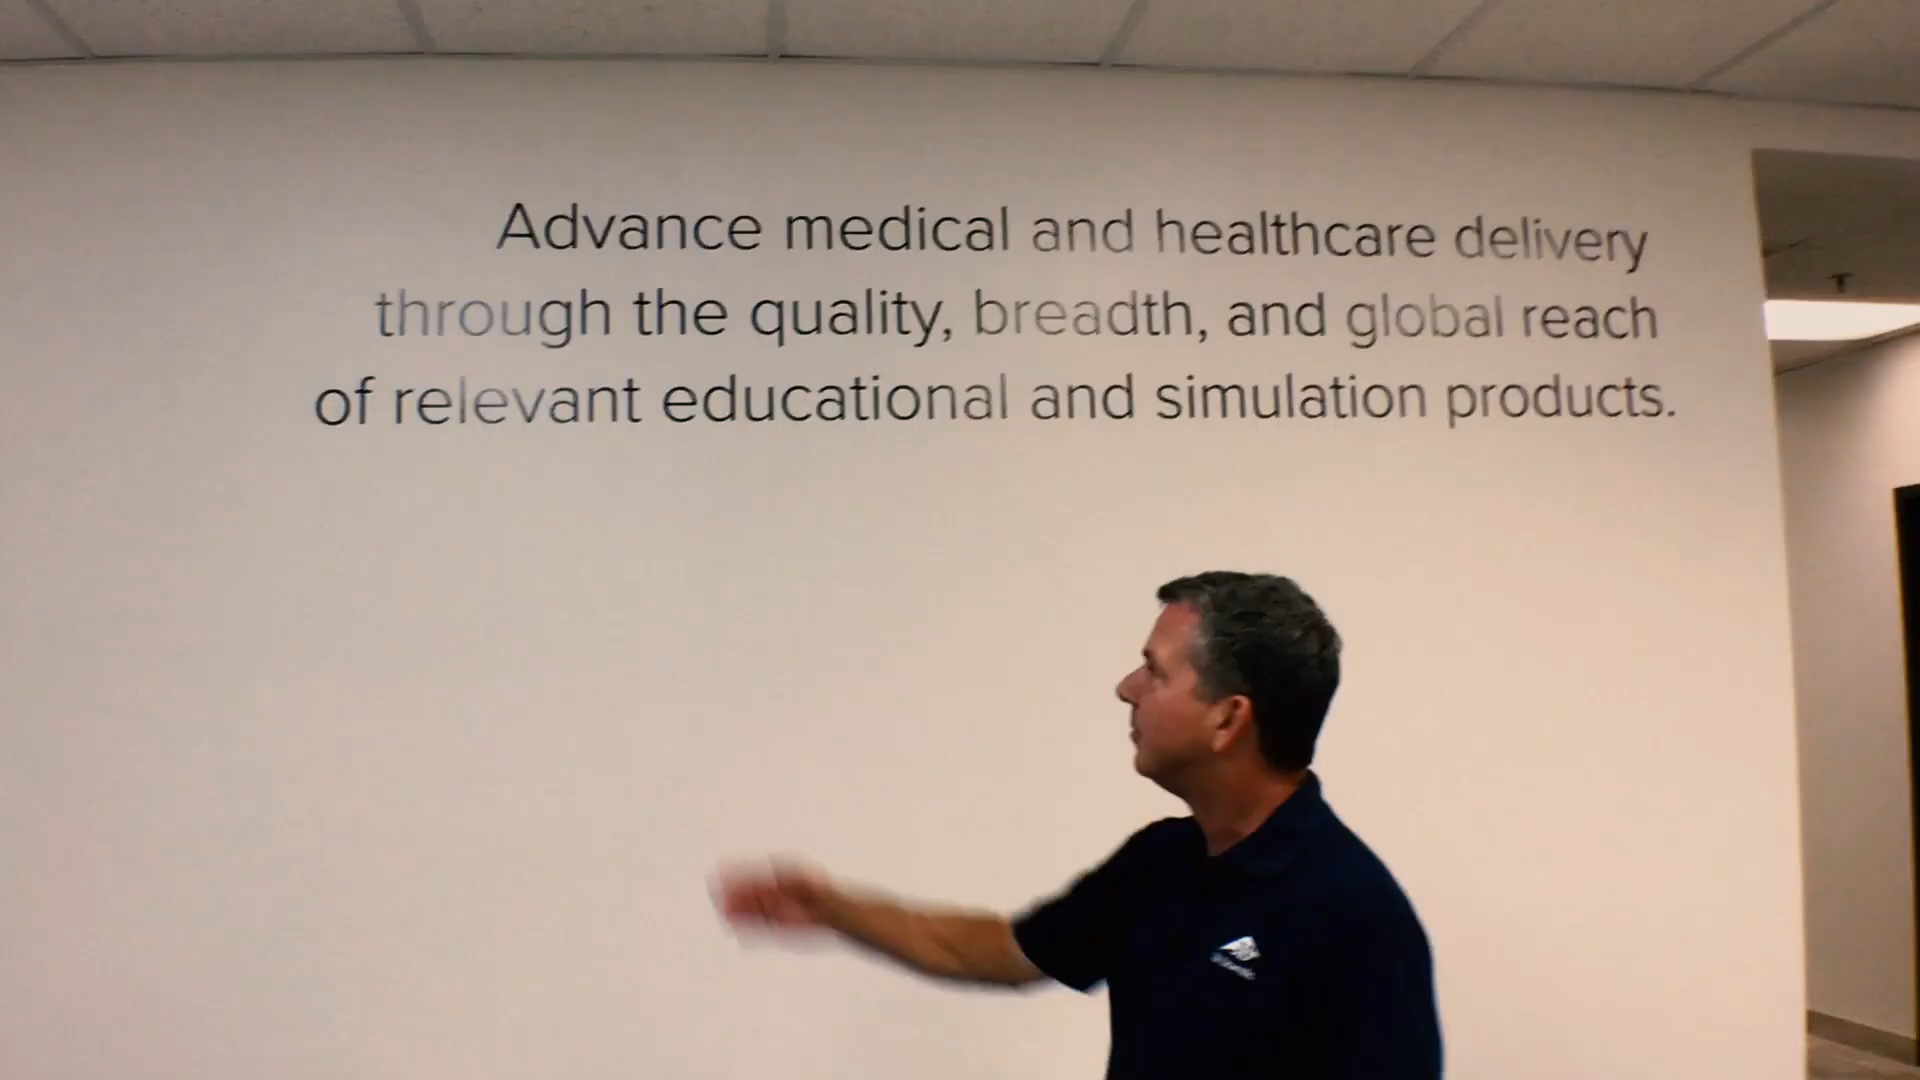 Advance medical and healthcare delivery
through the quality, breadth, and global reach
of relevant educational and simulation products.